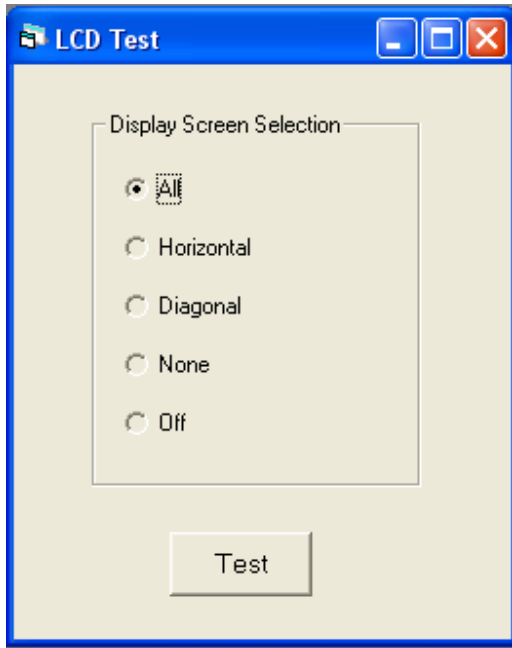 LCD Test
Display Screen Selection
All
Horizontal
Diagonal
None
Off
Test